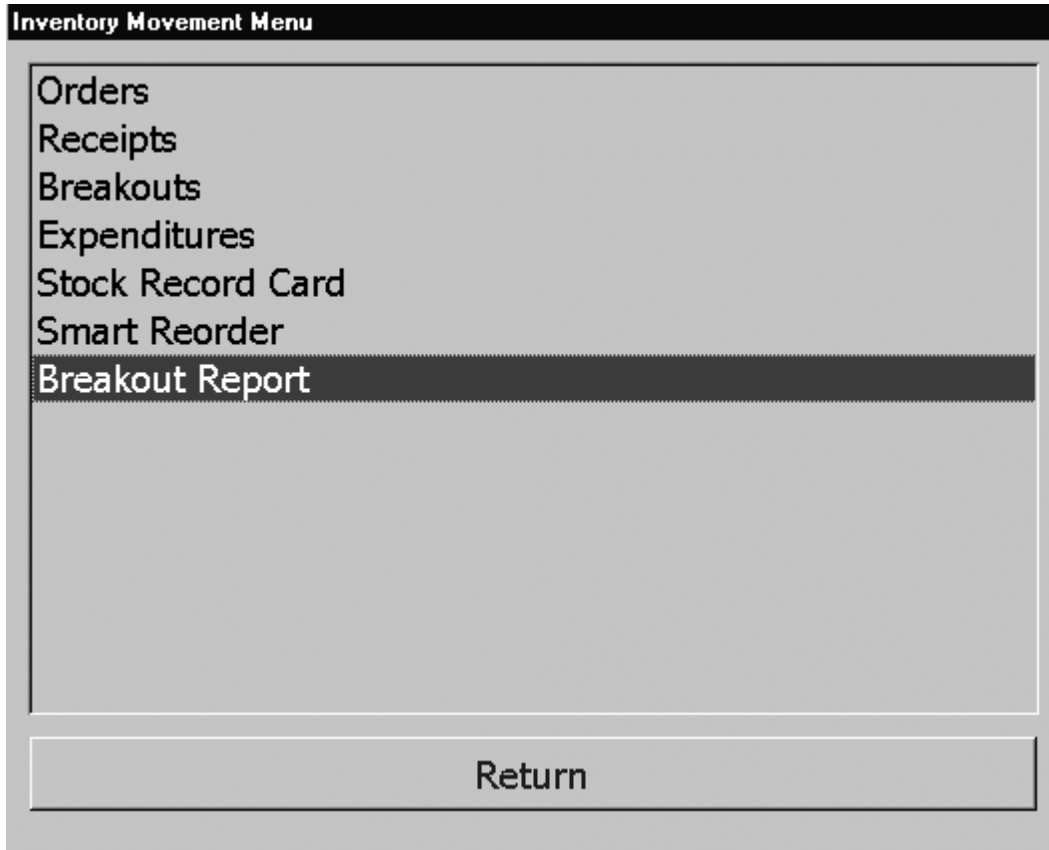 Inventory Movement Menu
Orders
Receipts
Breakouts
Expenditures
Stock Record Card
Smart Reorder
Breakout Report
Return